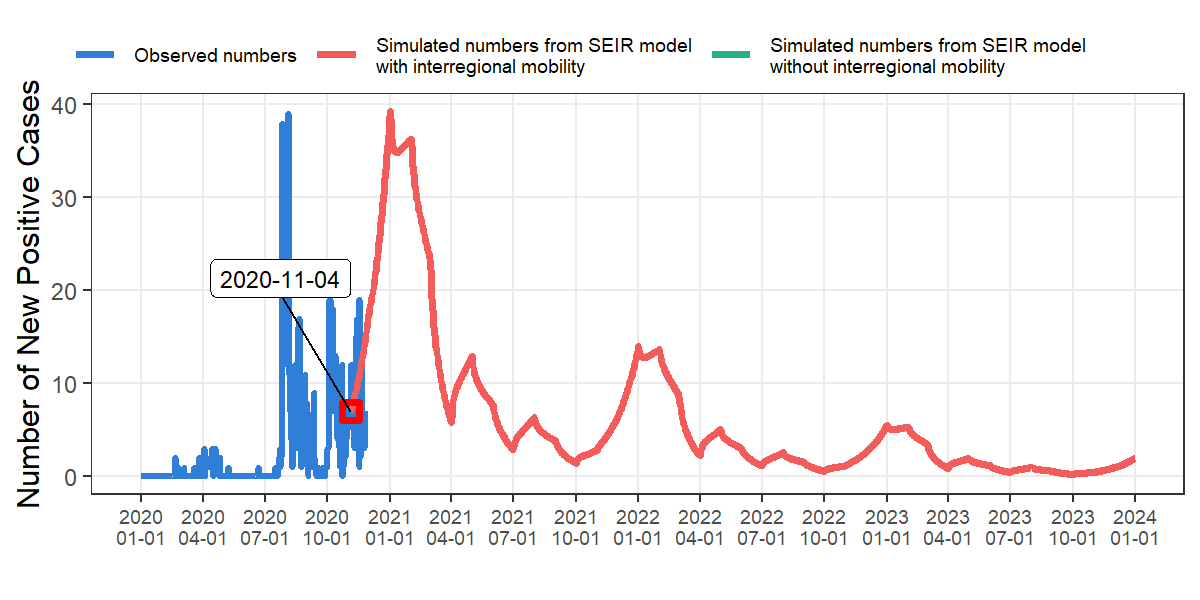 Observed numbers
Simulated numbers from SEIR model
with interregional mobility
Simulated numbers from SEIR model
without interregional mobility
Number of New Positive Cases
40
30
20
10
0
2020-11-04
2020 2020 2020 2020 2021 2021 2021 2021 2022 2022 2022 2022 2023 2023 2023 2023 2024
01-01 04-01 07-01 10-01 01-01 04-01 07-01 10-01 01-01 04-01 07-01 10-01 01-01 04-01 07-01 10-01 01-01